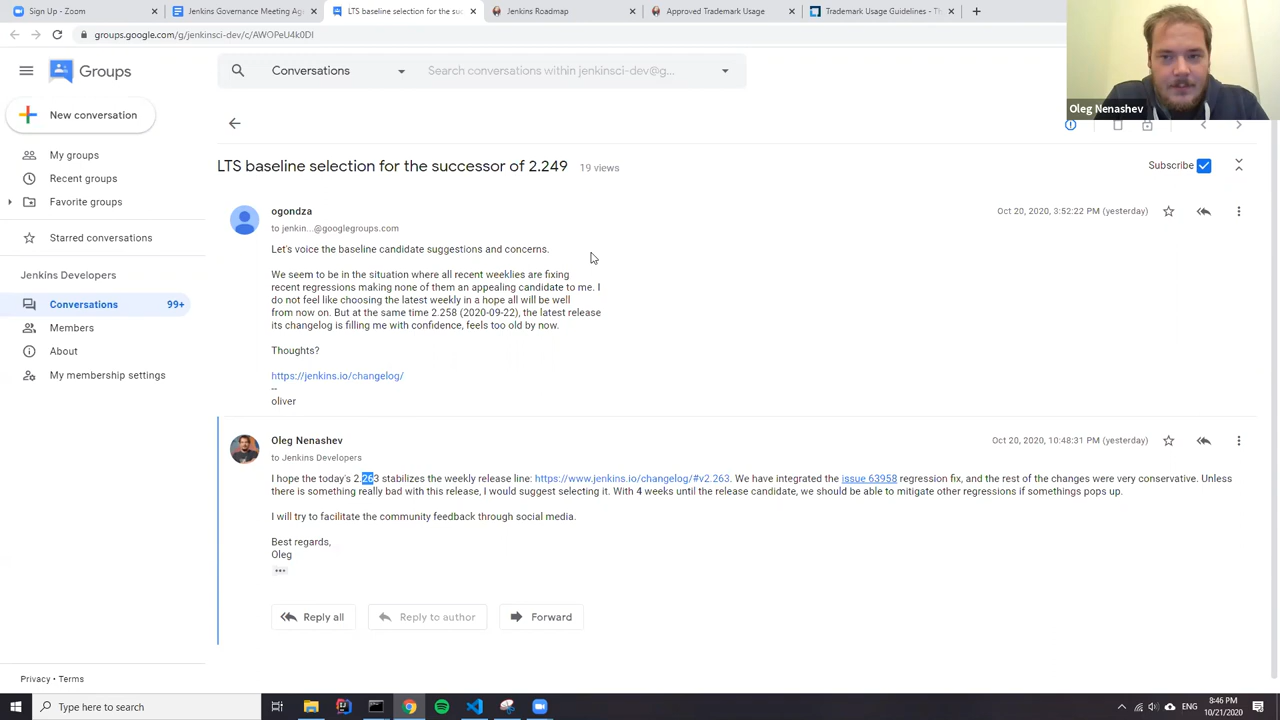 Sign Up - Zoom
Jenkins Governance Meeting Ag
LTS baseline selection for the suc
Jenkins Roadmap
Approved Trademark Usage
Trademark Usage Guidelines - Th
groups.google.com/g/jenkinsci-dev/c/AWOPeU4k0DI
Groups
Conversations
Search conversations within jenkinsci-dev@g...
Oleg Nenashev
New conversation
My groups
Recent groups
Favorite groups
Starred conversations
Jenkins Developers
Conversations 99+
Members
About
My membership settings
Privacy • Terms
LTS baseline selection for the successor of 2.249 19 views
Subscribe
ogondza
Oct 20, 2020, 3:52:22 PM (yesterday)
to jenkin...@googlegroups.com
Let's voice the baseline candidate suggestions and concerns.
We seem to be in the situation where all recent weeklies are fixing
recent regressions making none of them an appealing candidate to me. I
do not feel like choosing the latest weekly in a hope all will be well
from now on. But at the same time 2.258 (2020-09-22), the latest release
its changelog is filling me with confidence, feels too old by now.
Thoughts?
https://jenkins.io/changelog/
--
oliver
Oleg Nenashev
Oct 20, 2020, 10:48:31 PM (yesterday)
to Jenkins Developers
I hope the today's 2.263 stabilizes the weekly release line: https://www.jenkins.io/changelog/#v2.263. We have integrated the issue 63958 regression fix, and the rest of the changes were very conservative. Unless
there is something really bad with this release, I would suggest selecting it. With 4 weeks until the release candidate, we should be able to mitigate other regressions if somethings pops up.
I will try to facilitate the community feedback through social media.
Best regards,
Oleg
Reply all
Reply to author
Forward
Type here to search
ENG
8:46 PM
10/21/2020